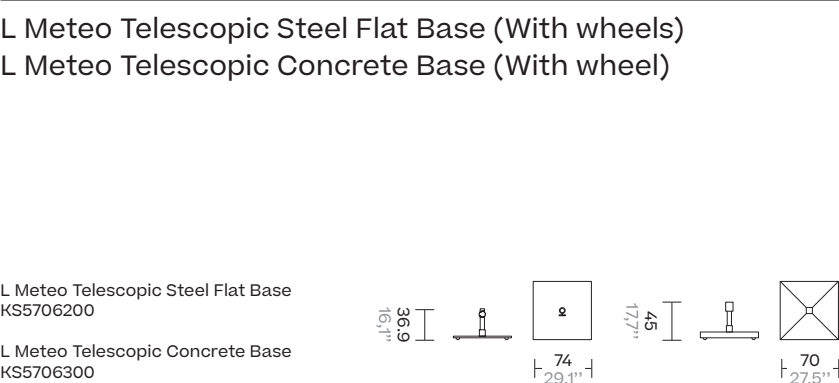 L Meteo Telescopic Steel Flat Base (With wheels)
L Meteo Telescopic Concrete Base (With wheel)
L Meteo Telescopic Steel Flat Base
KS5706200
L Meteo Telescopic Concrete Base
KS5706300
36.9
16,1”
74
29.1’’
45
17,7’’
70
27.5’’